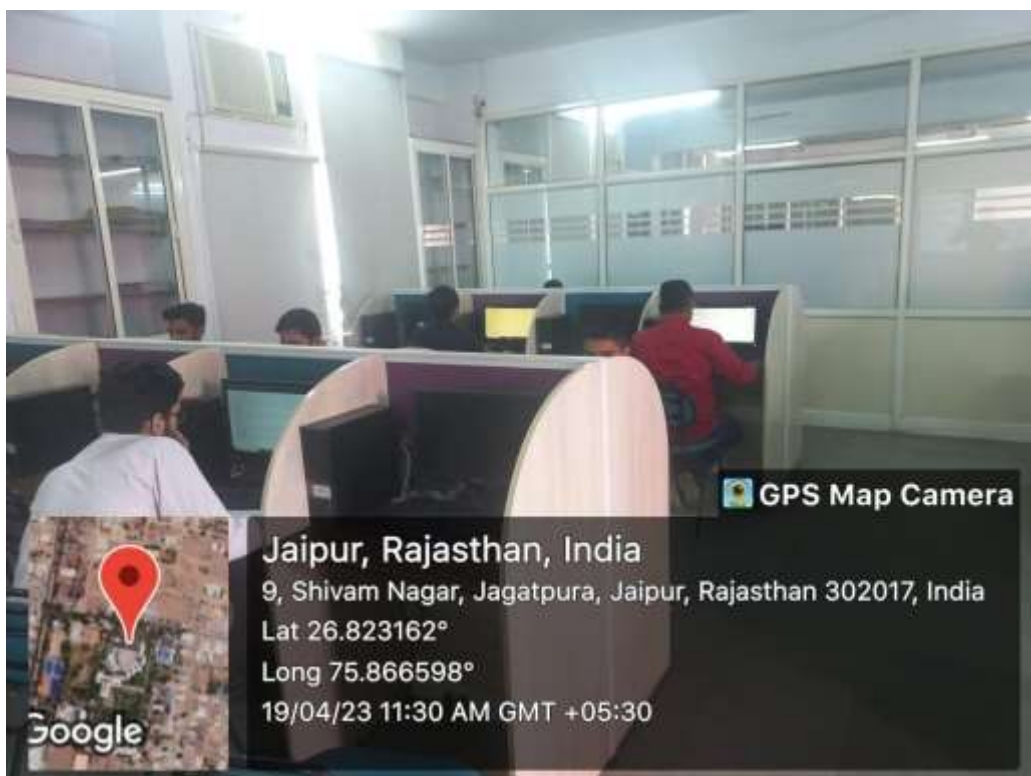 GPS Map Camera
Jaipur, Rajasthan, India
9, Shivam Nagar, Jagatpura, Jaipur, Rajasthan 302017, India
Lat 26.823162°
Long 75.866598°
19/04/23 11:30 AM GMT +05:30
Google